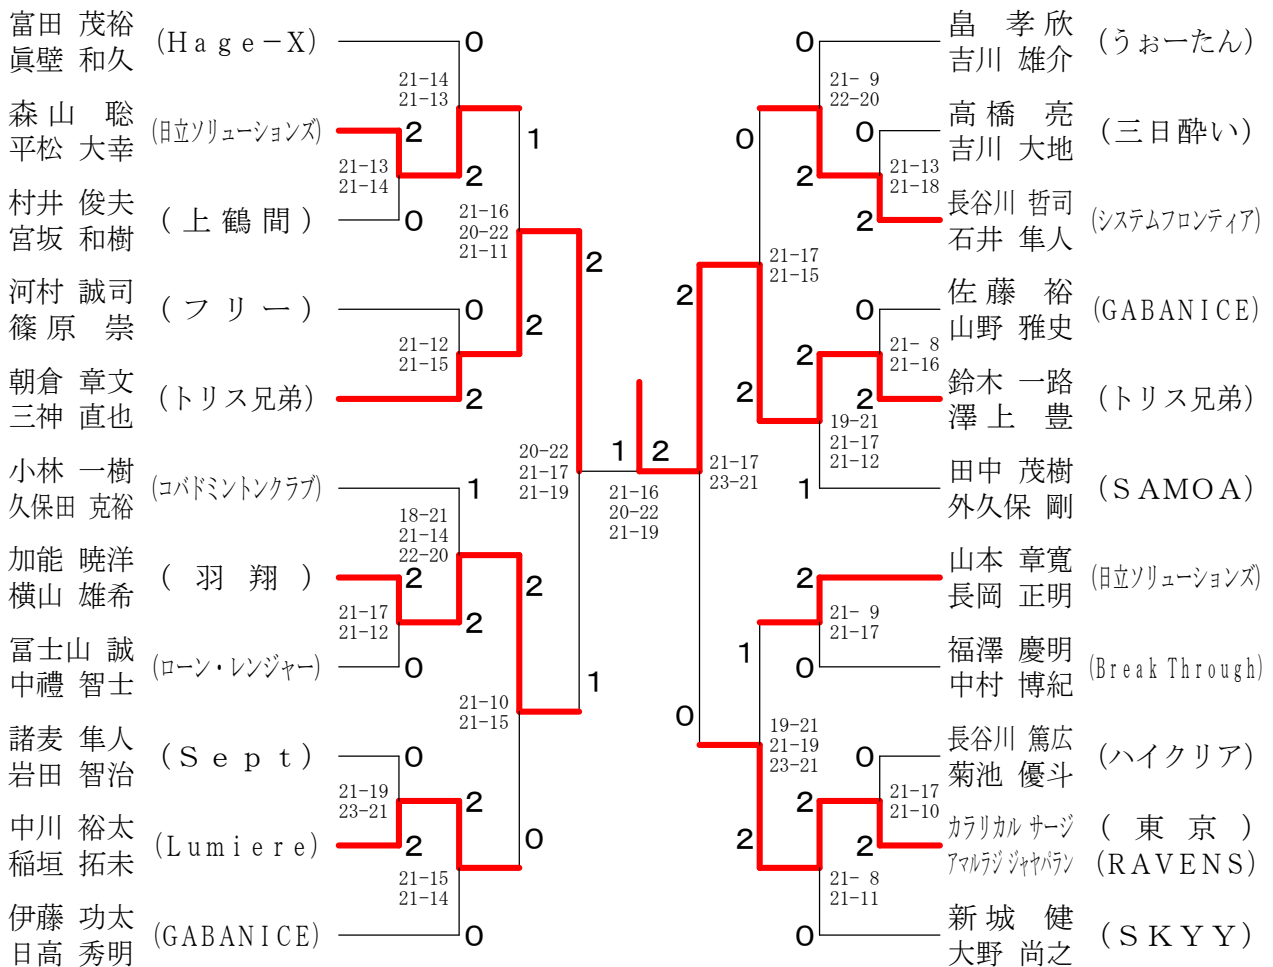 富田 茂裕
眞壁 和久
(Hage-X)
0
21-14
21-13
森山 聡
平松 大幸
(日立ソリューションズ)
2
1
21-13
21-14
2
村井 俊夫
宮坂 和樹
(上鶴間)
0
21-16
20-22
21-11
2
河村 誠司
篠原 崇
(フリー)
0
2
21-12
21-15
朝倉 章文
三神 直也
(トリス兄弟)
2
20-22
21-17
21-19
1
小林 一樹
久保田 克裕
(コバドミントンクラブ)
1
18-21
21-14
22-20
加能 暁洋
横山 雄希
(羽翔)
2
2
21-17
21-12
2
冨士山 誠
中禮 智士
(ローン・レンジャー)
0
1
21-10
21-15
諸麦 隼人
岩田 智治
(Sept)
0
21-19
23-21
2
中川 裕太
稲垣 拓未
(Lumiere)
2
0
21-15
21-14
伊藤 功太
日高 秀明
(GABANICE)
0
2
21-16
20-22
21-19
0
畠 孝欣
吉川 雄介
(うぉーたん)
21- 9
22-20
0
0
高橋 亮
吉川 大地
(三日酔い)
2
21-13
21-18
2
長谷川 哲司
石井 隼人
(システムフロンティア)
21-17
21-15
2
0
佐藤 裕
山野 雅史
(GABANICE)
2
21- 8
21-16
2
2
鈴木 一路
澤上 豊
(トリス兄弟)
19-21
21-17
21-12
21-17
23-21
1
田中 茂樹
外久保 剛
(SAMOA)
2
山本 章寛
長岡 正明
(日立ソリューションズ)
21- 9
21-17
1
0
福澤 慶明
中村 博紀
(Break Through)
0
19-21
21-19
23-21
0
長谷川 篤広
菊池 優斗
(ハイクリア)
21-17
21-10
2
2
2
カラリカル サージ
アマルラジ ジャヤパラン
(東京)
(RAVENS)
21- 8
21-11
0
新城 健
大野 尚之
(SKYY)